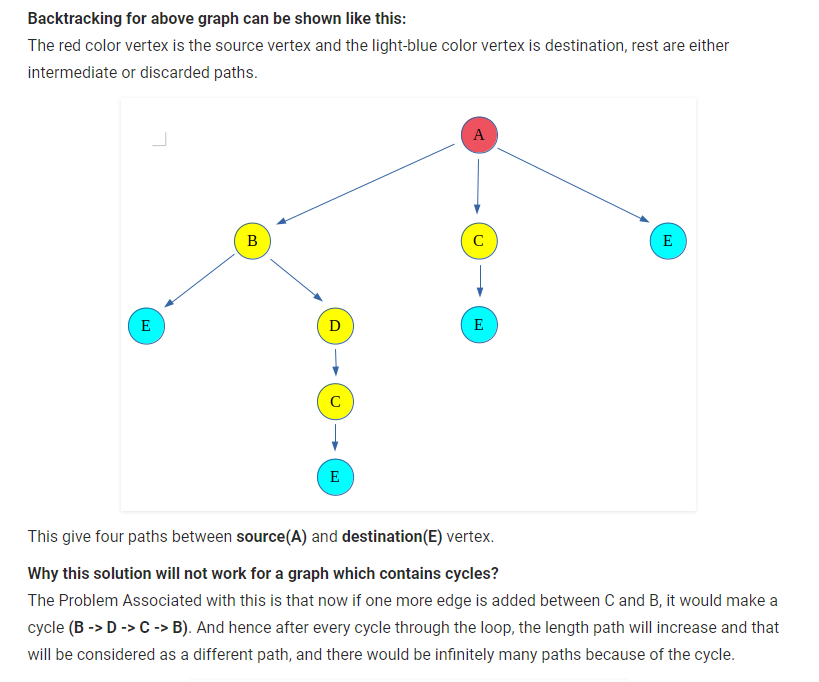 Backtracking for above graph can be shown like this:
The red color vertex is the source vertex and the light-blue color vertex is destination, rest are either
intermediate or discarded paths.
A
B
C
E
E
D
E
C
E
This give four paths between source(A) and destination(E) vertex.
Why this solution will not work for a graph which contains cycles?
The Problem Associated with this is that now if one more edge is added between C and B, it would make a
cycle (B -> D -> C -> B). And hence after every cycle through the loop, the length path will increase and that
will be considered as a different path, and there would be infinitely many paths because of the cycle.